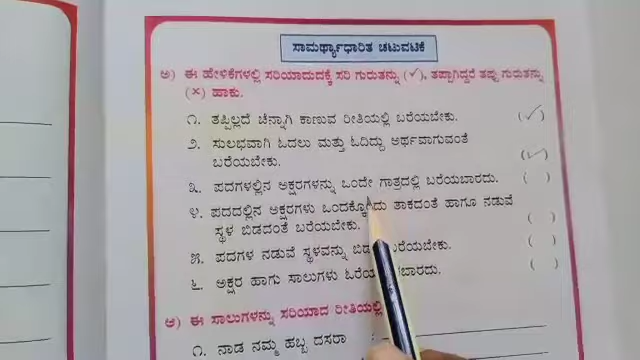 ಸಾಮರ್ಥ್ಯಾಧಾರಿತ ಚಟುವಟಿಕೆ
ಅ) ಈ ಹೇಳಿಕೆಗಳಲ್ಲಿ ಸರಿಯಾದುದಕ್ಕೆ ಸರಿ ಗುರುತನ್ನು (✓), ತಪ್ಪಾಗಿದ್ದರೆ ತಪ್ಪು ಗುರುತನ್ನು
(×) ಹಾಕು.
೧. ತಪ್ಪಿಲ್ಲದೆ ಚೆನ್ನಾಗಿ ಕಾಣುವ ರೀತಿಯಲ್ಲಿ ಬರೆಯಬೇಕು. (✓)
೨. ಸುಲಭವಾಗಿ ಓದಲು ಮತ್ತು ಓದಿದ್ದು ಅರ್ಥವಾಗುವಂತೆ
ಬರೆಯಬೇಕು. (✓)
೩. ಪದಗಳಲ್ಲಿನ ಅಕ್ಷರಗಳನ್ನು ಒಂದೇ ಗಾತ್ರದಲ್ಲಿ ಬರೆಯಬಾರದು. ( )
೪. ಪದದಲ್ಲಿನ ಅಕ್ಷರಗಳು ತಾಕದಂತೆ ಹಾಗೂ ನಡುವೆ
ಸ್ಥಳ ಬಿಡದಂತೆ ಬರೆಯಬೇಕು. ( )
೫. ಪದಗಳ ನಡುವೆ ಸ್ಥಳವನ್ನು ಬರೆಯಬೇಕು. ( )
೬. ಅಕ್ಷರ ಹಾಗು ಸಾಲುಗಳು ( )
ಆ) ಈ ಸಾಲುಗಳನ್ನು ಸರಿಯಾದ ರೀತಿಯಲ್ಲಿ
೧. ನಾಡ ನಮ್ಮ ಹಬ್ಬ ದಸರಾ